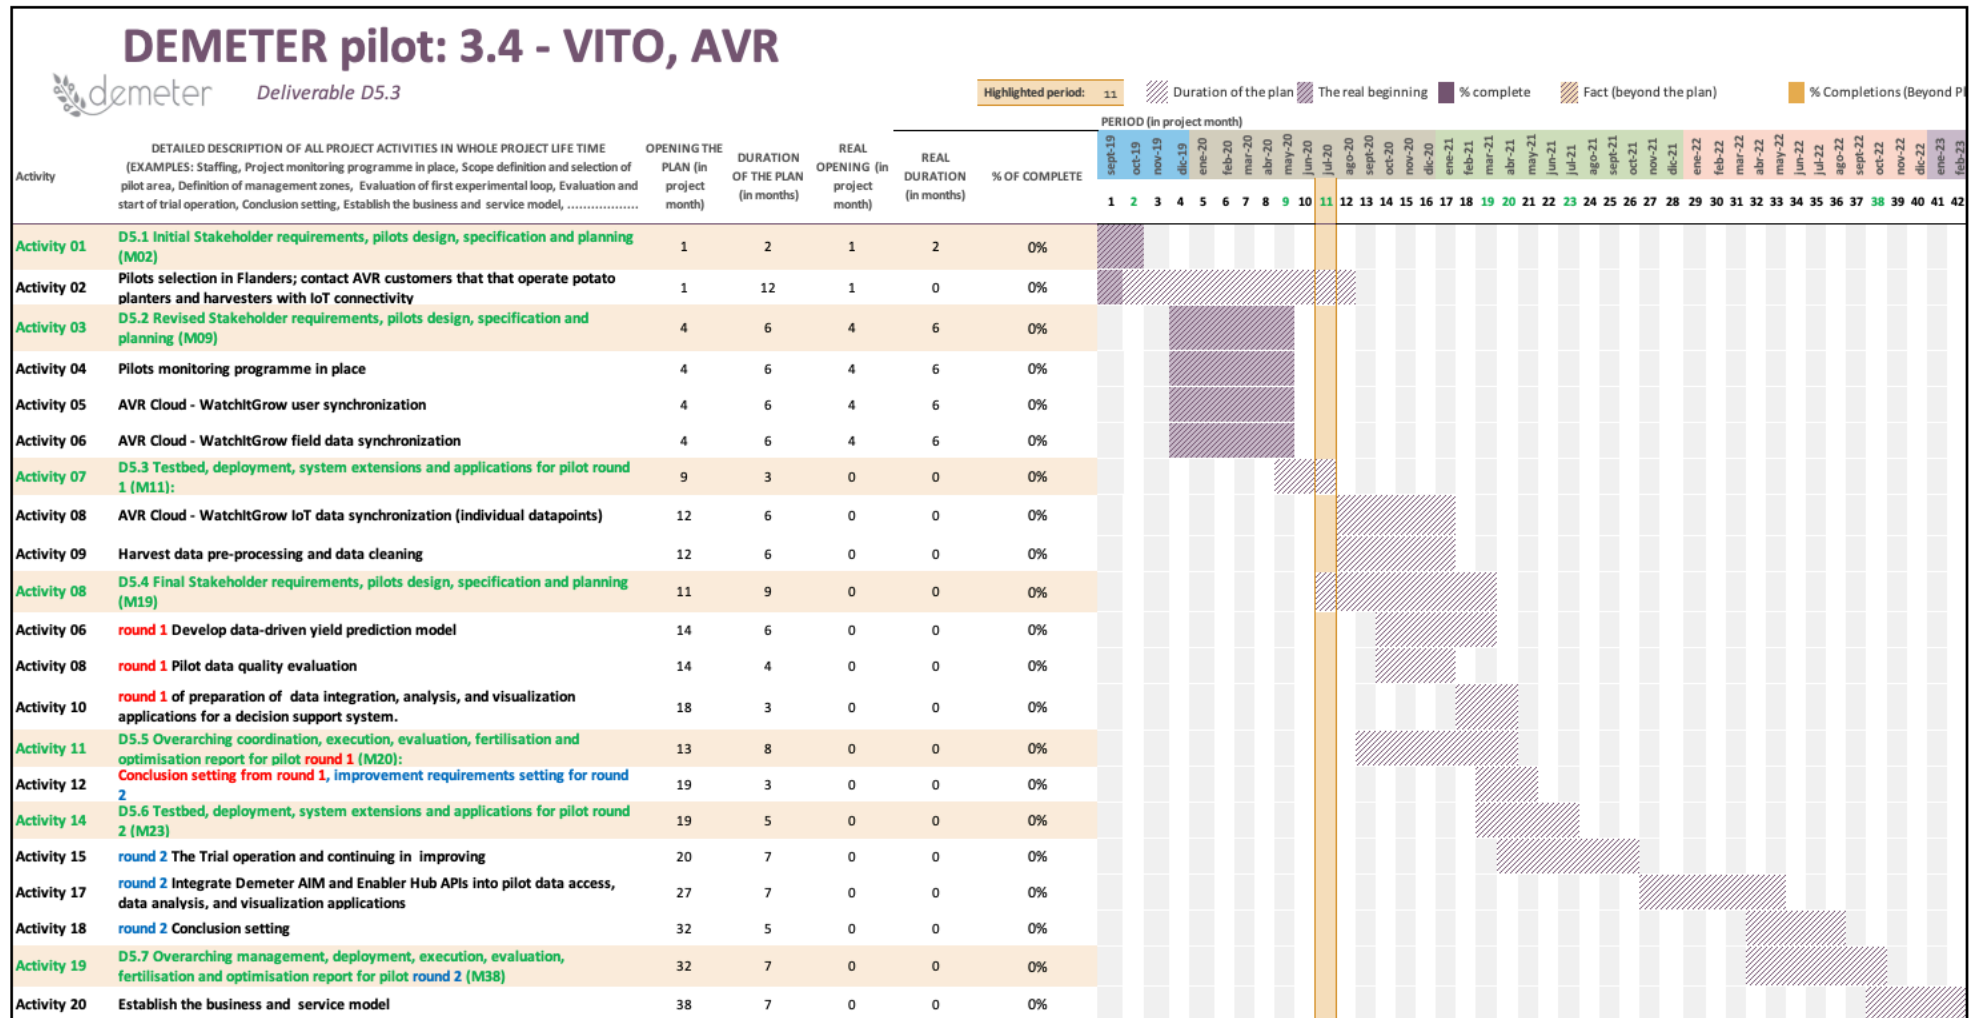 DEMETER pilot: 3.4 - VITO, AVR
demeter
Deliverable D5.3
Highlighted period: 11
Duration of the plan
The real beginning
% complete
Fact (beyond the plan)
% Completions (Beyond Pl
PERIOD (in project month)
Activity
DETAILED DESCRIPTION OF ALL PROJECT ACTIVITIES IN WHOLE PROJECT LIFE TIME
(EXAMPLES: Staffing, Project monitoring programme in place, Scope definition and selection of
pilot area, Definition of management zones, Evaluation of first experimental loop, Evaluation and
start of trial operation, Conclusion setting, Establish the business and service model, ..................
OPENING THE
PLAN (in
project
month)
DURATION
OF THE PLAN
(in months)
REAL
OPENING (in
project
month)
REAL
DURATION
(in months)
% OF COMPLETE
sept-19 oct-19 nov-19 dic-19 ene-20 feb-20 mar-20 abr-20 may-20 jun-20 jul-20 ago-20 sept-20 oct-20 nov-20 dic-20 ene-21 feb-21 mar-21 abr-21 may-21 jun-21 jul-21 ago-21 sept-21 oct-21 nov-21 dic-21 ene-22 feb-22 mar-22 abr-22 may-22 jun-22 jul-22 ago-22 sept-22 oct-22 nov-22 dic-22 ene-23 feb-23
1 2 3 4 5 6 7 8 9 10 11 12 13 14 15 16 17 18 19 20 21 22 23 24 25 26 27 28 29 30 31 32 33 34 35 36 37 38 39 40 41 42
Activity 01 D5.1 Initial Stakeholder requirements, pilots design, specification and planning
(M02) 1 2 1 2 0%
Activity 02 Pilots selection in Flanders; contact AVR customers that that operate potato
planters and harvesters with IoT connectivity 1 12 1 0 0%
Activity 03 D5.2 Revised Stakeholder requirements, pilots design, specification and
planning (M09) 4 6 4 6 0%
Activity 04 Pilots monitoring programme in place 4 6 4 6 0%
Activity 05 AVR Cloud - WatchItGrow user synchronization 4 6 4 6 0%
Activity 06 AVR Cloud - WatchItGrow field data synchronization 4 6 4 6 0%
Activity 07 D5.3 Testbed, deployment, system extensions and applications for pilot round
1 (M11): 9 3 0 0 0%
Activity 08 AVR Cloud - WatchItGrow IoT data synchronization (individual datapoints) 12 6 0 0 0%
Activity 09 Harvest data pre-processing and data cleaning 12 6 0 0 0%
Activity 08 D5.4 Final Stakeholder requirements, pilots design, specification and planning
(M19) 11 9 0 0 0%
Activity 06 round 1 Develop data-driven yield prediction model 14 6 0 0 0%
Activity 08 round 1 Pilot data quality evaluation 14 4 0 0 0%
Activity 10 round 1 of preparation of data integration, analysis, and visualization
applications for a decision support system. 18 3 0 0 0%
Activity 11 D5.5 Overarching coordination, execution, evaluation, fertilisation and
optimisation report for pilot round 1 (M20): 13 8 0 0 0%
Activity 12 Conclusion setting from round 1, improvement requirements setting for round
2 19 3 0 0 0%
Activity 14 D5.6 Testbed, deployment, system extensions and applications for pilot round
2 (M23) 19 5 0 0 0%
Activity 15 round 2 The Trial operation and continuing in improving 20 7 0 0 0%
Activity 17 round 2 Integrate Demeter AIM and Enabler Hub APIs into pilot data access,
data analysis, and visualization applications 27 7 0 0 0%
Activity 18 round 2 Conclusion setting 32 5 0 0 0%
Activity 19 D5.7 Overarching management, deployment, execution, evaluation,
fertilisation and optimisation report for pilot round 2 (M38) 32 7 0 0 0%
Activity 20 Establish the business and service model 38 7 0 0 0%